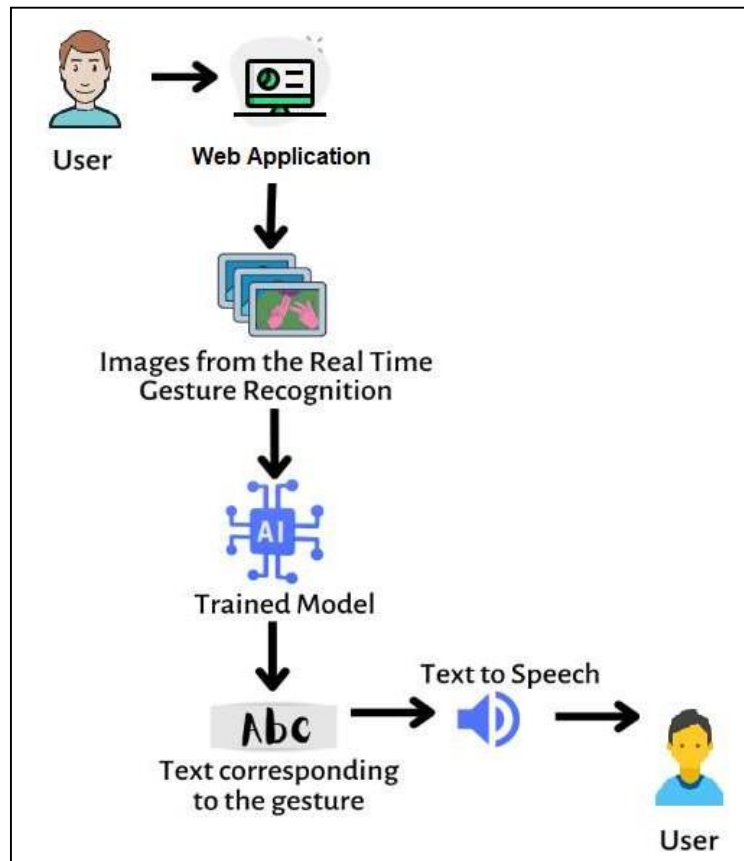 User
Web Application
Images from the Real Time
Gesture Recognition
AI
Trained Model
Text to Speech
Abc
Text corresponding
to the gesture
User